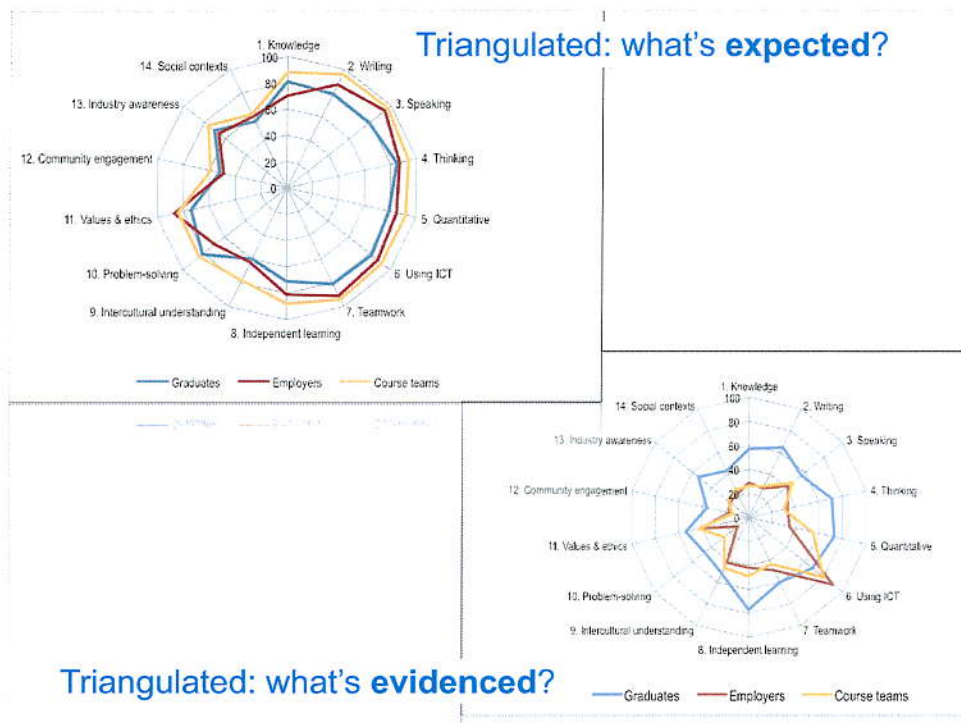 Triangulated: what's expected?
1. Knowledge
100
14. Social contexts
2. Writing
80
13. Industry awareness
3. Speaking
60
40
12. Community engagement
4. Thinking
20
0
11. Values & ethics
5. Quantitative
10. Problem-solving
6 Using ICT
9. Intercultural understanding
7. Teamwork
8. Independent learning
Graduates Employers Course teams
1. Knowledge
100
14. Social contexts
2. Writing
80
13. Industry awareness
3. Speaking
60
40
12. Community engagement
4. Thinking
20
0
11. Values & ethics
5. Quantitative
10. Problem-solving
6 Using ICT
9. Intercultural understanding
7. Teamwork
8. Independent learning
Triangulated: what's evidenced?
Graduates Employers Course teams